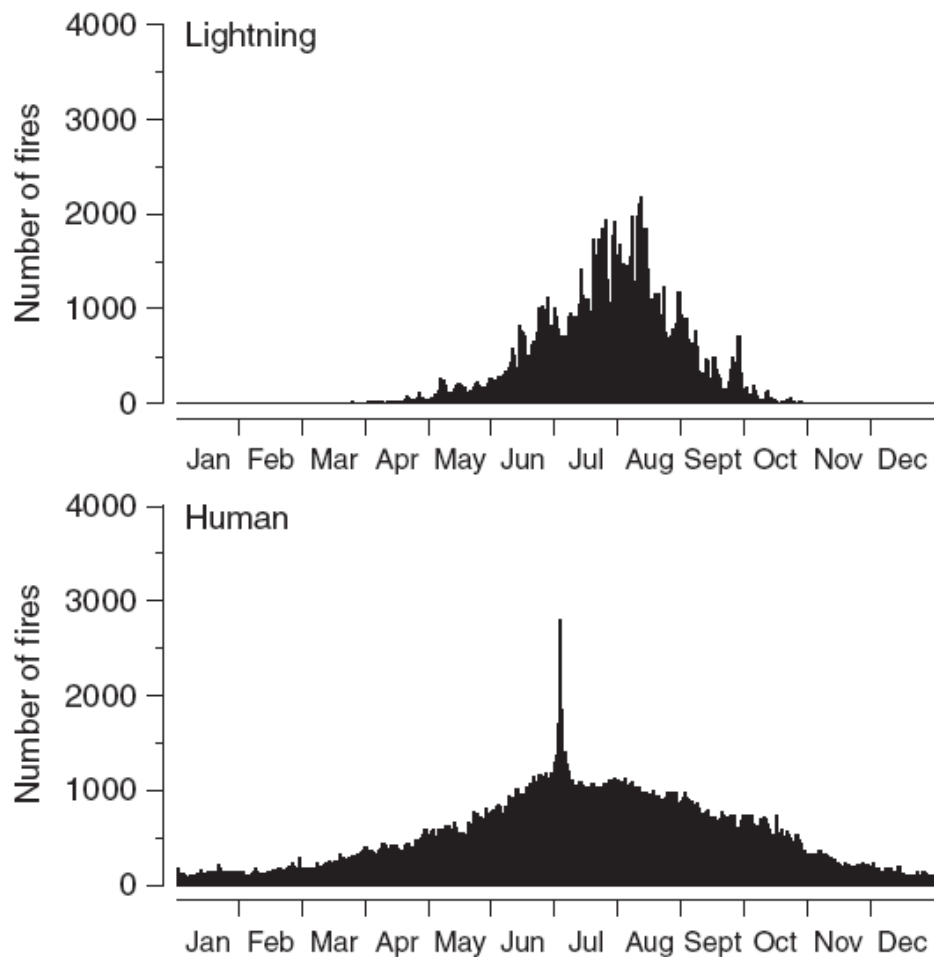 Lightning
Number of fires
4000
3000
2000
1000
0
Jan Feb Mar Apr May Jun Jul Aug Sept Oct Nov Dec
Human
Number of fires
4000
3000
2000
1000
0
Jan Feb Mar Apr May Jun Jul Aug Sept Oct Nov Dec